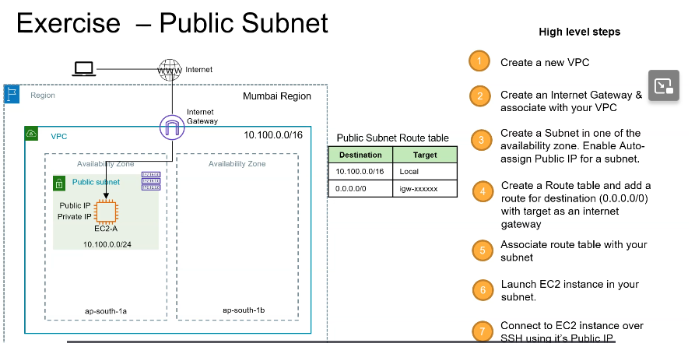 Exercise – Public Subnet
High level steps
Internet
Region
Mumbai Region
Internet
Gateway
VPC
10.100.0.0/16
Availability Zone
Availability Zone
Public subnet
Public IP
Private IP
EC2-A
10.100.0.0/24
ap-south-1a
ap-south-1b
Public Subnet Route table
Destination Target
10.100.0.0/16 Local
0.0.0.0/0 igw-xxxxxx
1 Create a new VPC
2 Create an Internet Gateway &
associate with your VPC
3 Create a Subnet in one of the
availability zone. Enable Auto-
assign Public IP for a subnet.
4 Create a Route table and add a
route for destination (0.0.0.0/0)
with target as an internet
gateway
5 Associate route table with your
subnet
6 Launch EC2 instance in your
subnet.
7 Connect to EC2 instance over
SSH using it's Public IP